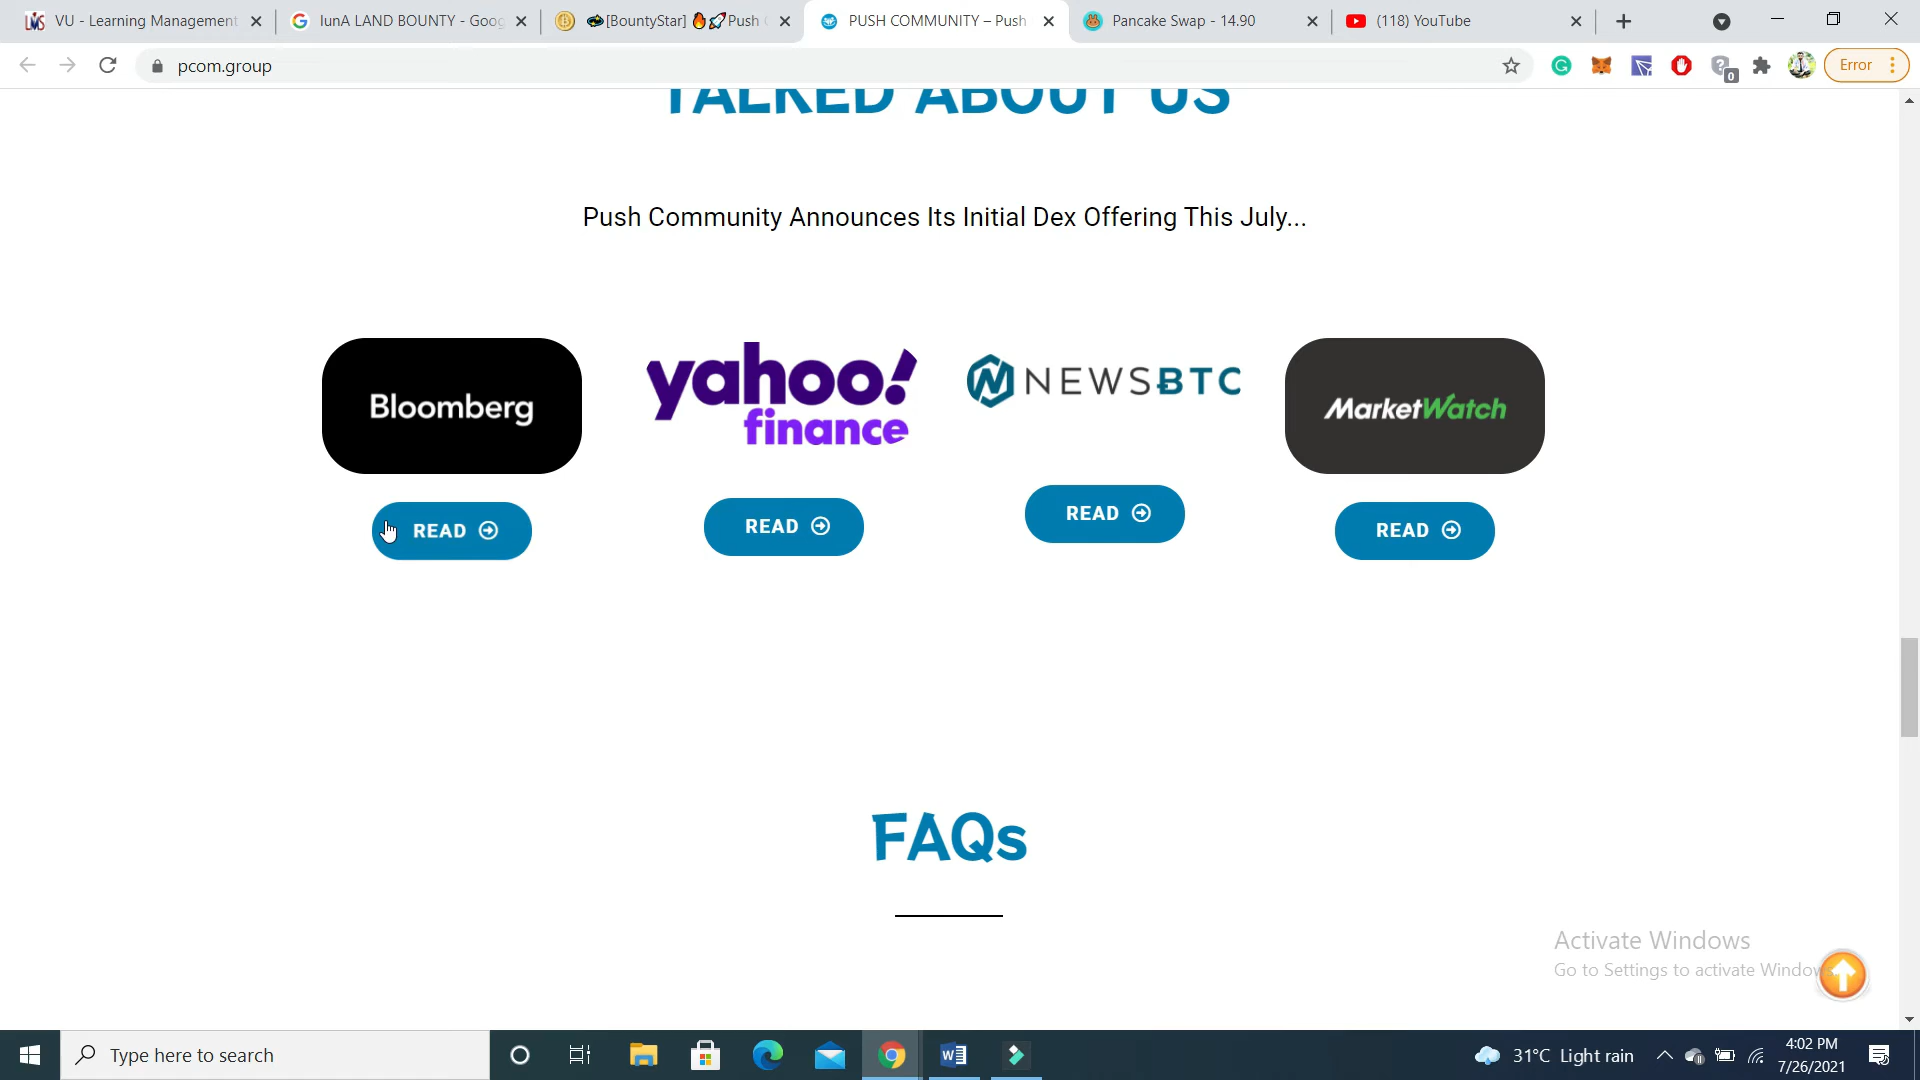 VU - Learning Management
IunA LAND BOUNTY - Goog
[BountyStar] Push
PUSH COMMUNITY – Push
Pancake Swap - 14.90
(118) YouTube
pcom.group
0
Error
TALKED ABOUT US
Push Community Announces Its Initial Dex Offering This July...
Bloomberg
yahoo!
finance
NEWSBTC
MarketWatch
READ
READ
READ
READ
FAQs
Activate Windows
Go to Settings to activate Windows
Type here to search
31°C Light rain
4:02 PM
7/26/2021